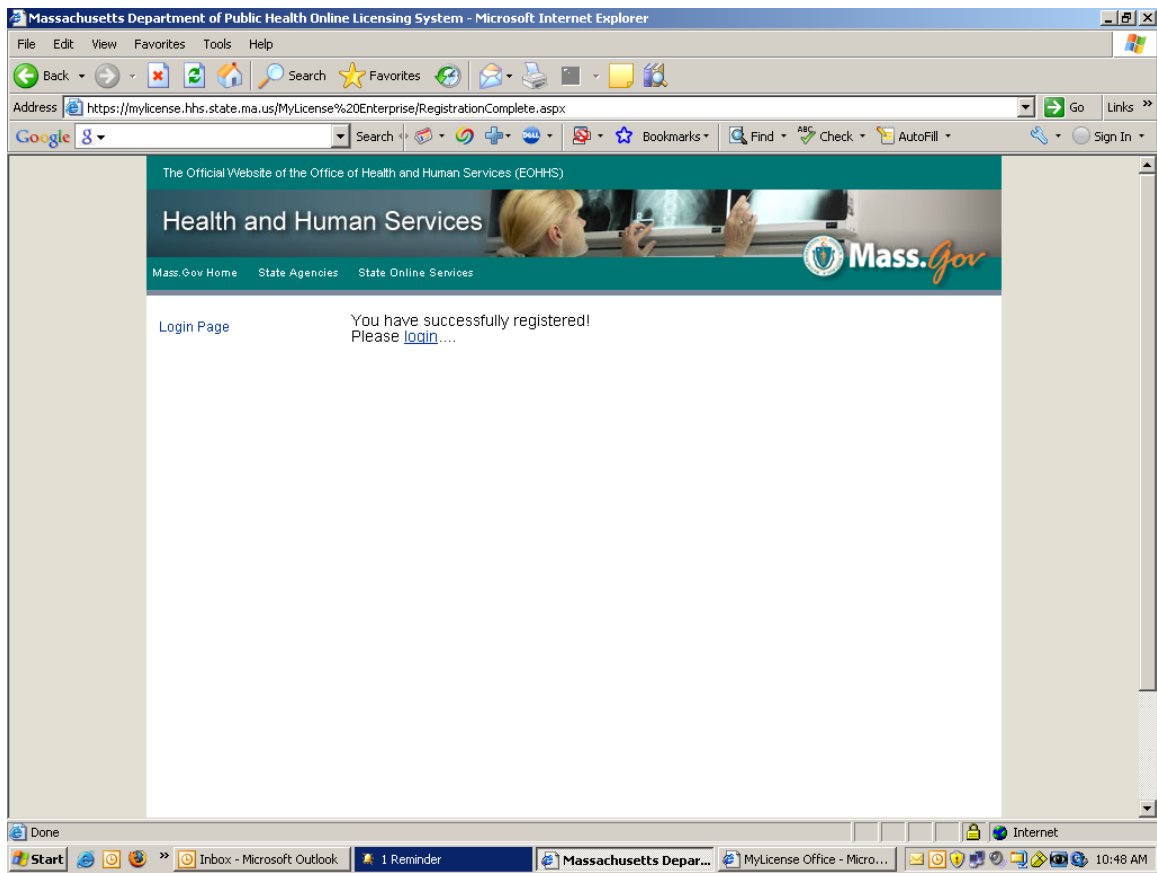 Massachusetts Department of Public Health Online Licensing System - Microsoft Internet Explorer
File Edit View Favorites Tools Help
Back Search Favorites
Address https://mylicense.hhs.state.ma.us/MyLicense%20Enterprise/RegistrationComplete.aspx Go Links »
Google Search Bookmarks Find Check AutoFill Sign In
The Official Website of the Office of Health and Human Services (EOHHS)
Health and Human Services
Mass.Gov
Mass.Gov Home State Agencies State Online Services
Login Page
You have successfully registered!
Please login....
Done Internet
Start » Inbox - Microsoft Outlook 1 Reminder Massachusetts Depar... MyLicense Office - Micro... 10:48 AM